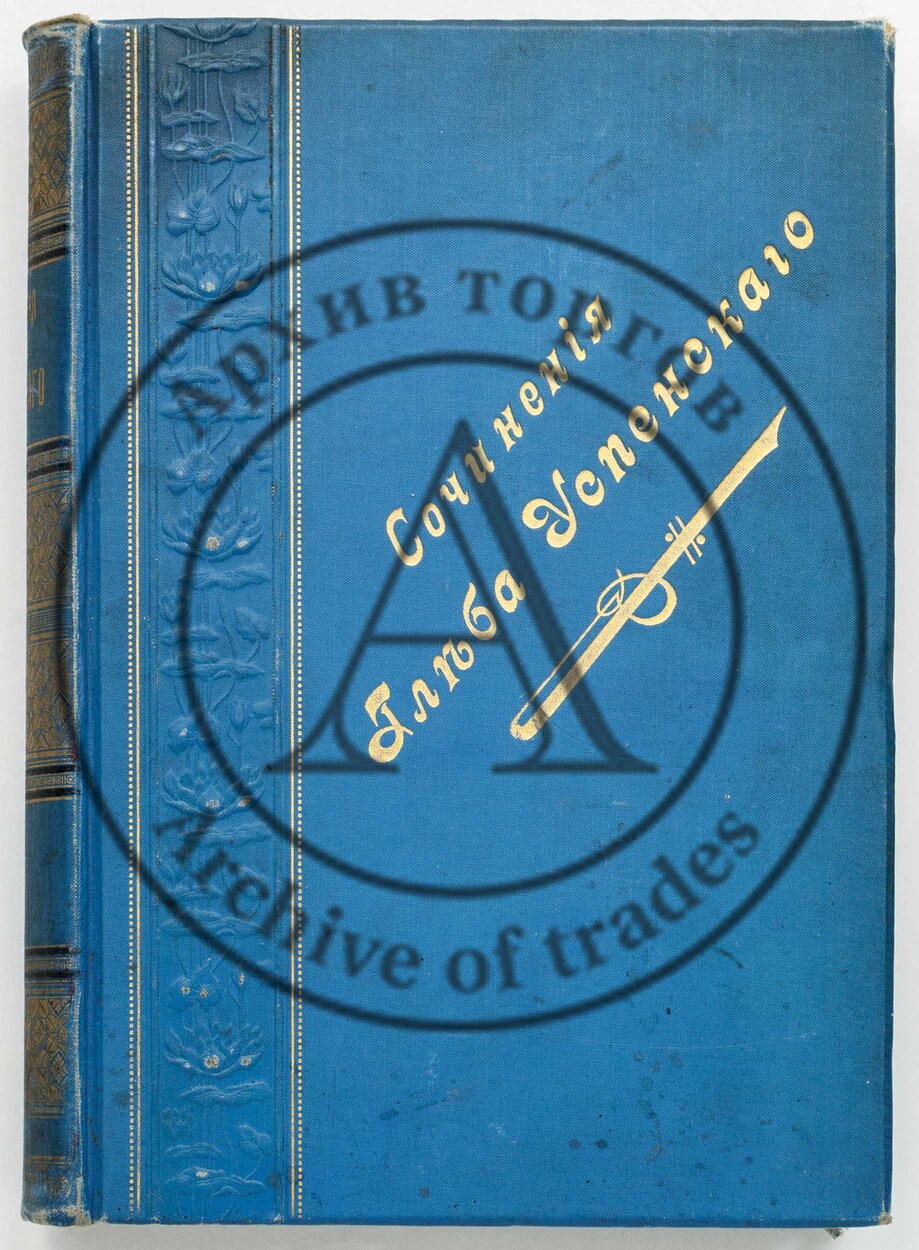 Сочиненія
Глѣба Успенскаго
Архив торгов
Archive of trades
А